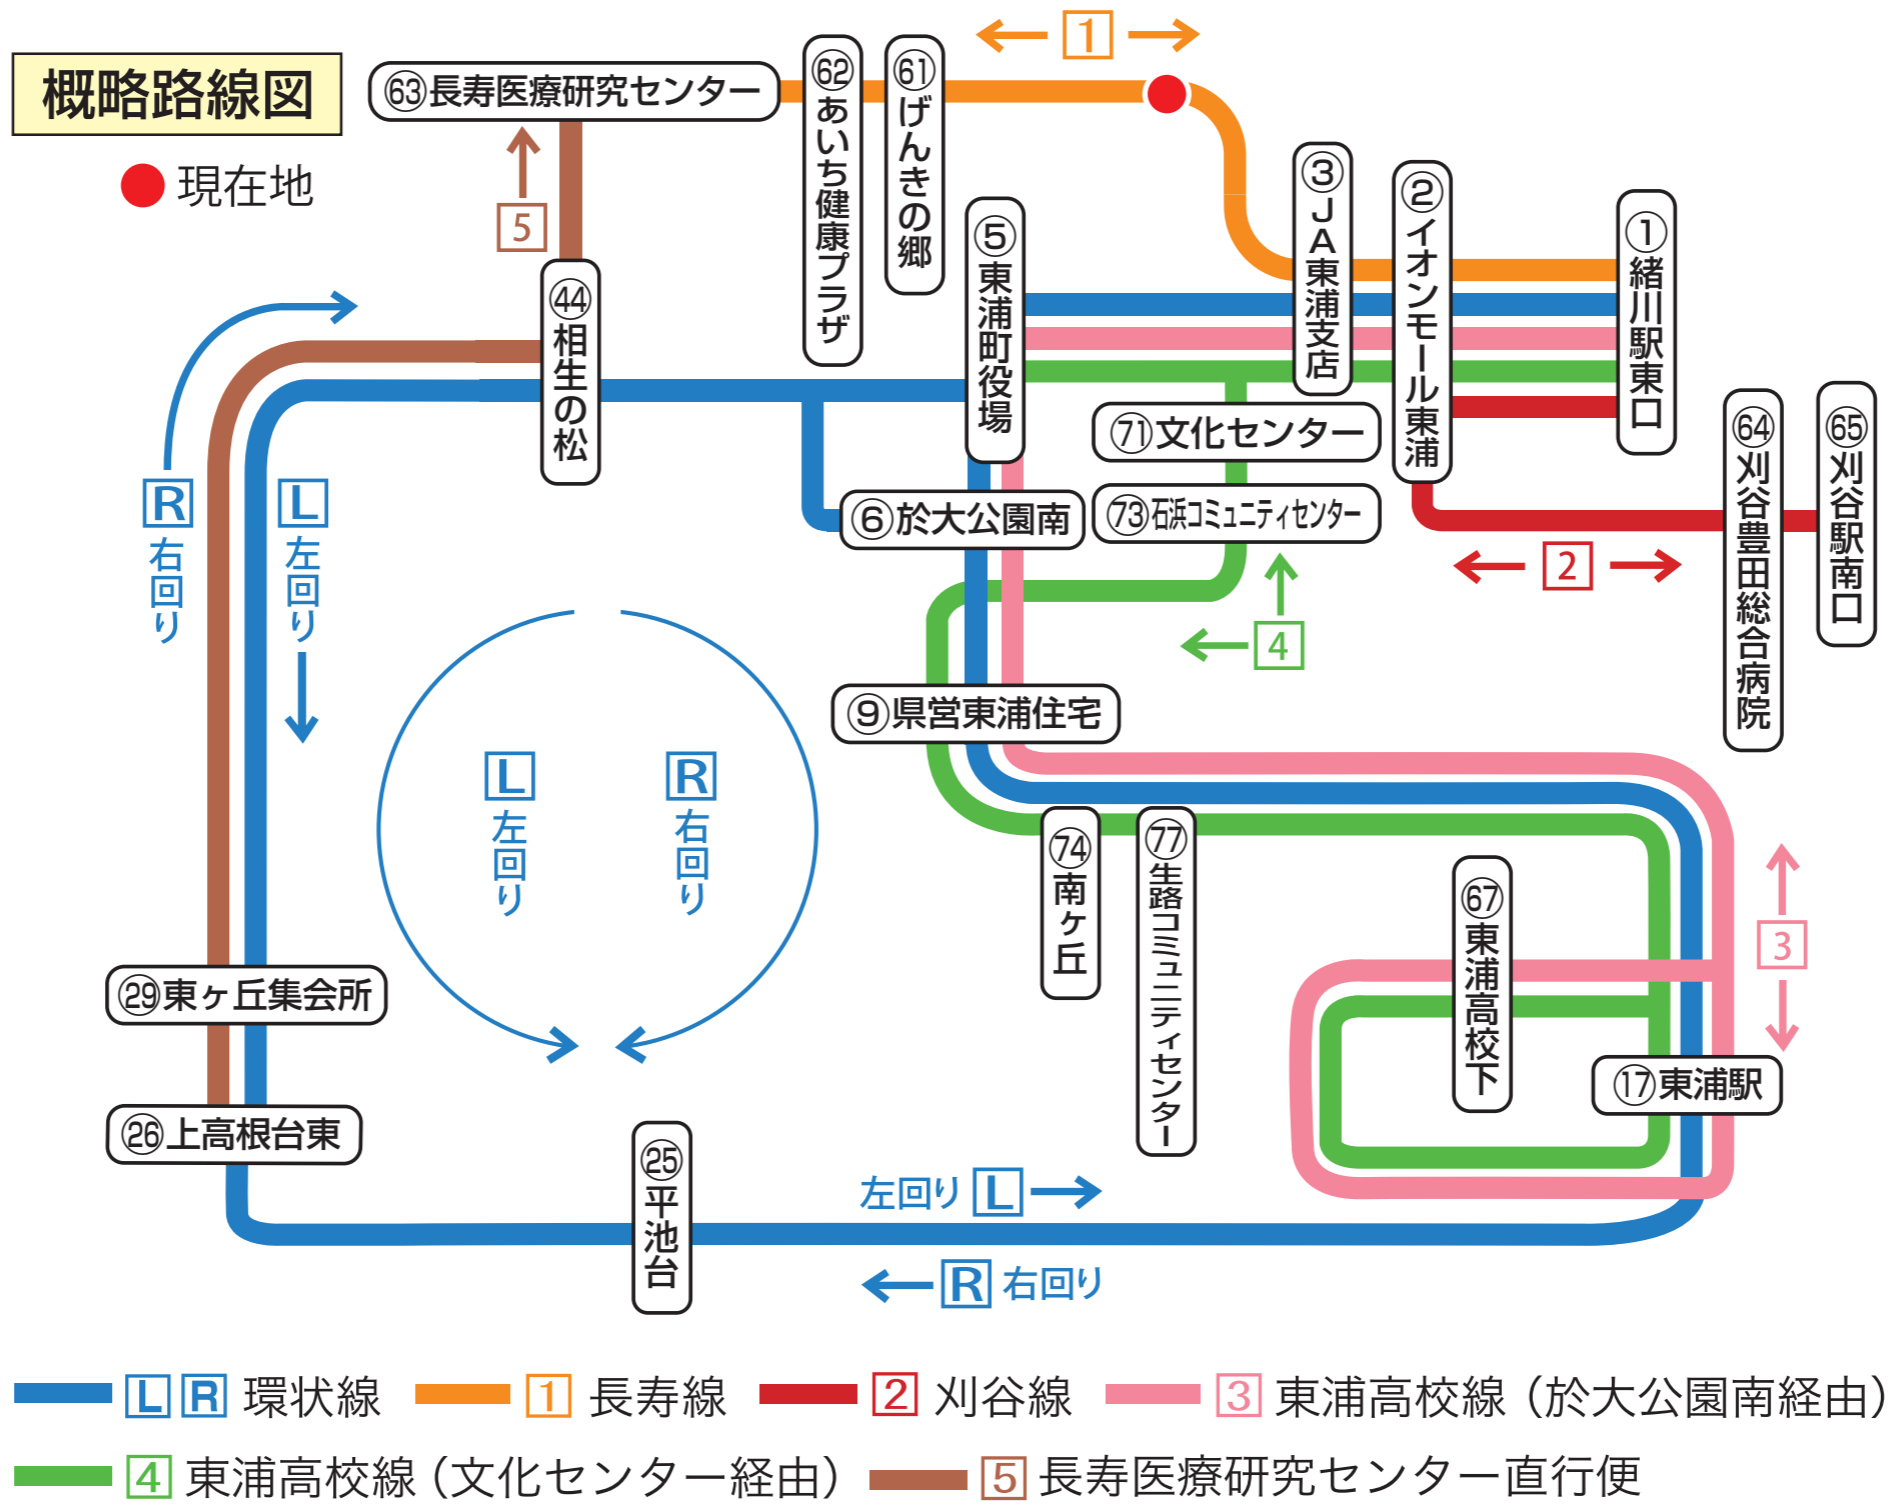 概略路線図
現在地
1
63長寿医療研究センター
62あいち健康プラザ
61げんきの郷
5
3JA東浦支店
2イオンモール東浦
1緒川駅東口
5東浦町役場
44相生の松
71文化センター
64刈谷豊田総合病院
65刈谷駅南口
R
右回り
L
左回り
6於大公園南
73石浜コミュニティセンター
2
4
9県営東浦住宅
L
左回り
R
右回り
74南ヶ丘
77生路コミュニティセンター
67東浦高校下
3
29東ヶ丘集会所
17東浦駅
26上高根台東
25平池台
左回り L
R 右回り
L R 環状線
1 長寿線
2 刈谷線
3 東浦高校線（於大公園南経由）
4 東浦高校線（文化センター経由）
5 長寿医療研究センター直行便